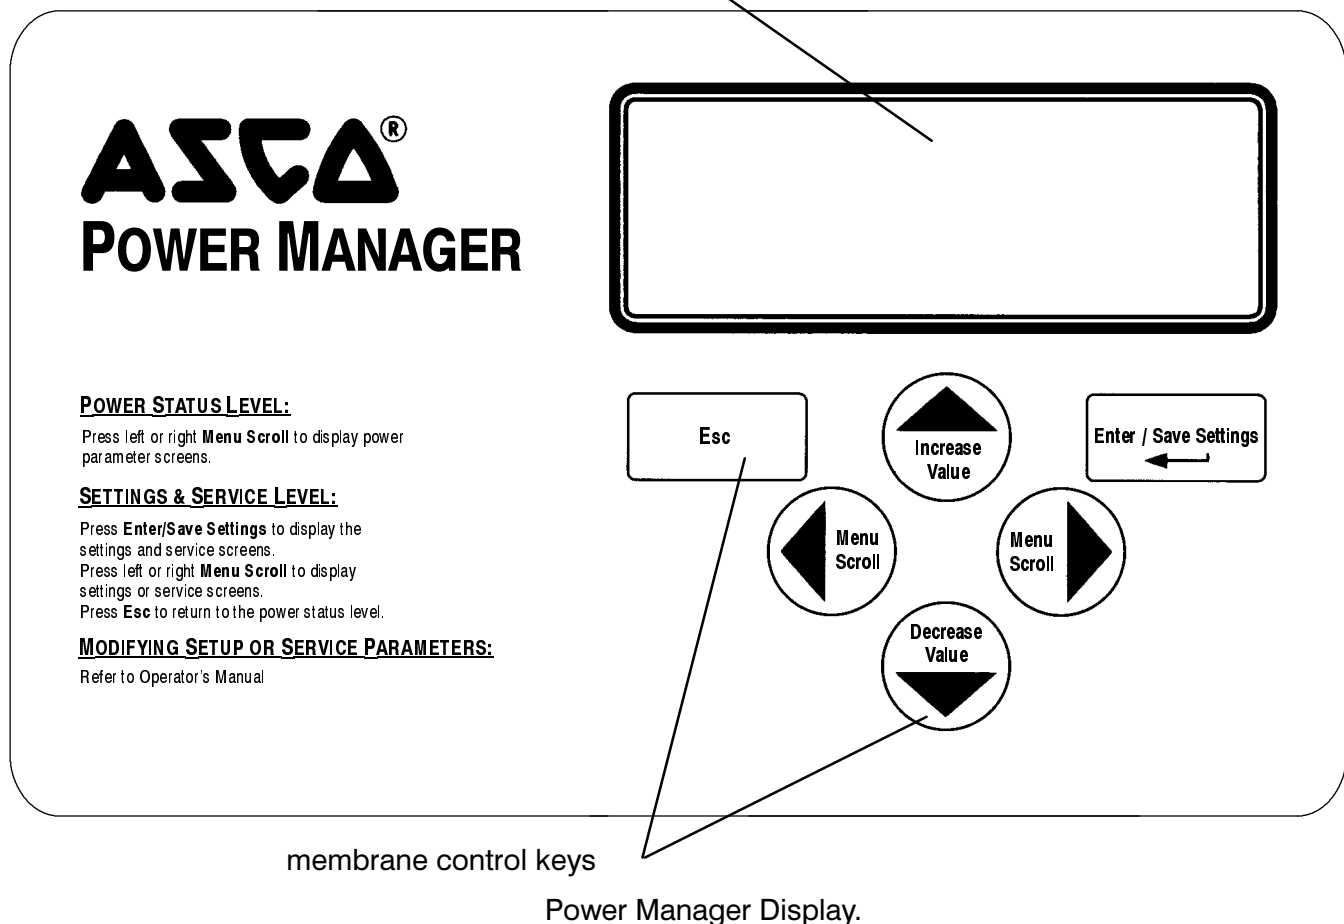 ASCA®
POWER MANAGER
POWER STATUS LEVEL:
Press left or right Menu Scroll to display power
parameter screens.
SETTINGS & SERVICE LEVEL:
Press Enter/Save Settings to display the
settings and service screens.
Press left or right Menu Scroll to display
settings or service screens.
Press Esc to return to the power status level.
MODIFYING SETUP OR SERVICE PARAMETERS:
Refer to Operator's Manual
Esc
Increase
Value
Enter / Save Settings
Menu
Scroll
Menu
Scroll
Decrease
Value
membrane control keys
Power Manager Display.